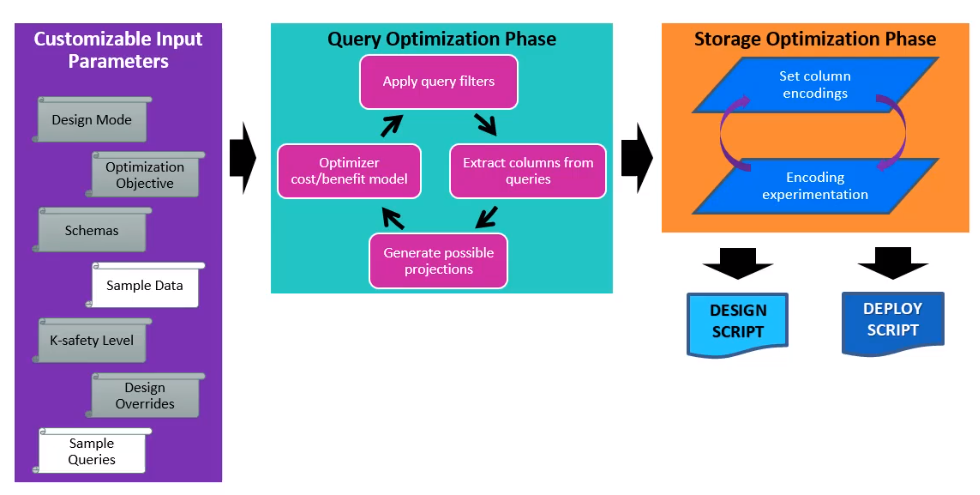 Customizable Input
Parameters
Design Mode
Optimization
Objective
Schemas
Sample Data
K-safety Level
Design
Overrides
Sample
Queries
Query Optimization Phase
Apply query filters
Optimizer
cost/benefit model
Extract columns from
queries
Generate possible
projections
Storage Optimization Phase
Set column
encodings
Encoding
experimentation
DESIGN
SCRIPT
DEPLOY
SCRIPT